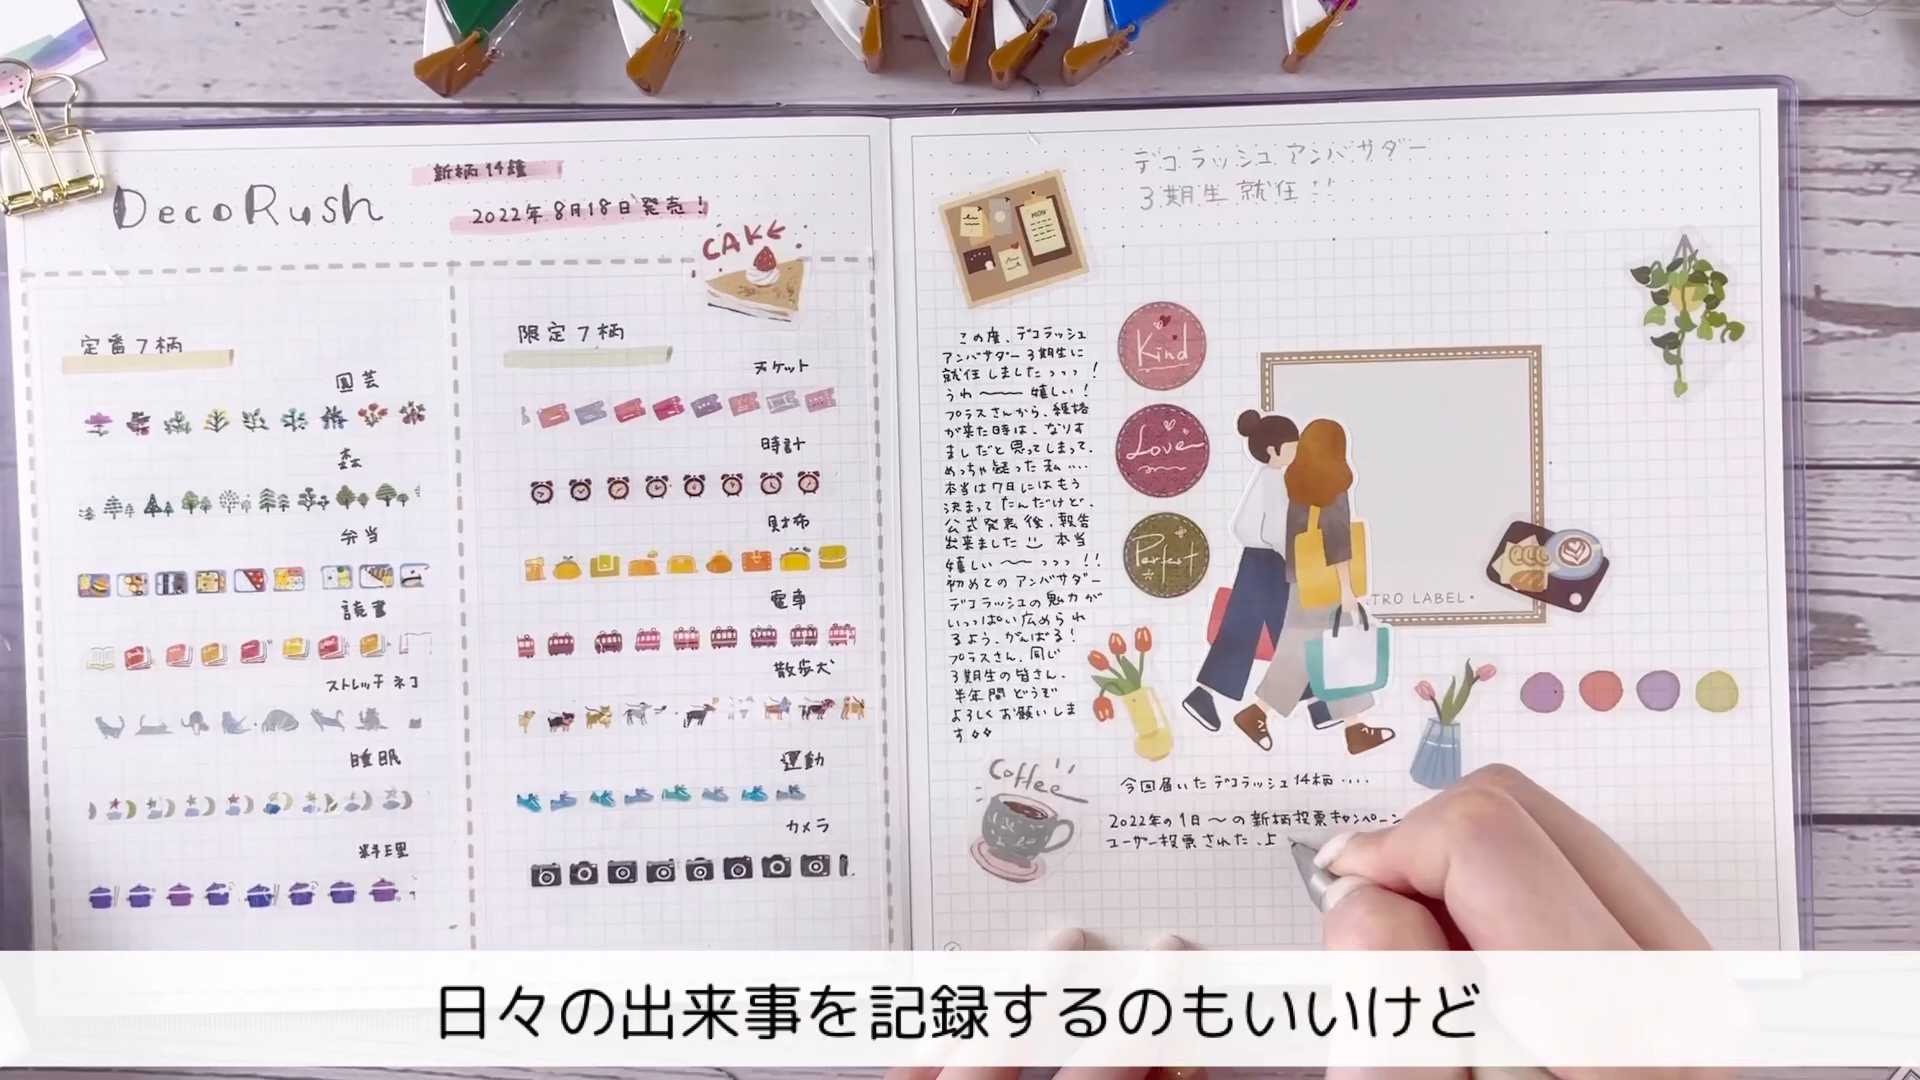 DecoRush
新柄14種
2022年8月18日発売!
CAKE
定番7柄
園芸
森
弁当
読書
ストレッチネコ
睡眠
料理
限定7柄
チケット
時計
財布
電車
散歩犬
運動
カメラ
デコラッシュアンバサダー
3期生就任!!
MON
この度、デコラッシュ
アンバサダー3期生に
就任しましたっっっ!
うわ〜〜嬉しい!
プラスさんから、連絡
が来た時は、なりす
ましだと思ってしまって、
めっちゃ疑った私….
本当は7日にはもう
決まってたんだけど、
公式発表後、報告
出来ました 本当
嬉しい〜〜っっっ!!
初めてのアンバサダー
デコラッシュの魅力が
いっっぱい広められ
るよう、がんばる!
プラスさん、同じ
3期生の皆さん、
半年間どうぞ
よろしくお願いしま
す
Kind
Love
Perfect
TRO LABEL
Coffee
今回届いたデコラッシュ14柄….
2022年の1日〜の新柄投票キャンペーン
ユーザー投票された、上
日々の出来事を記録するのもいいけど